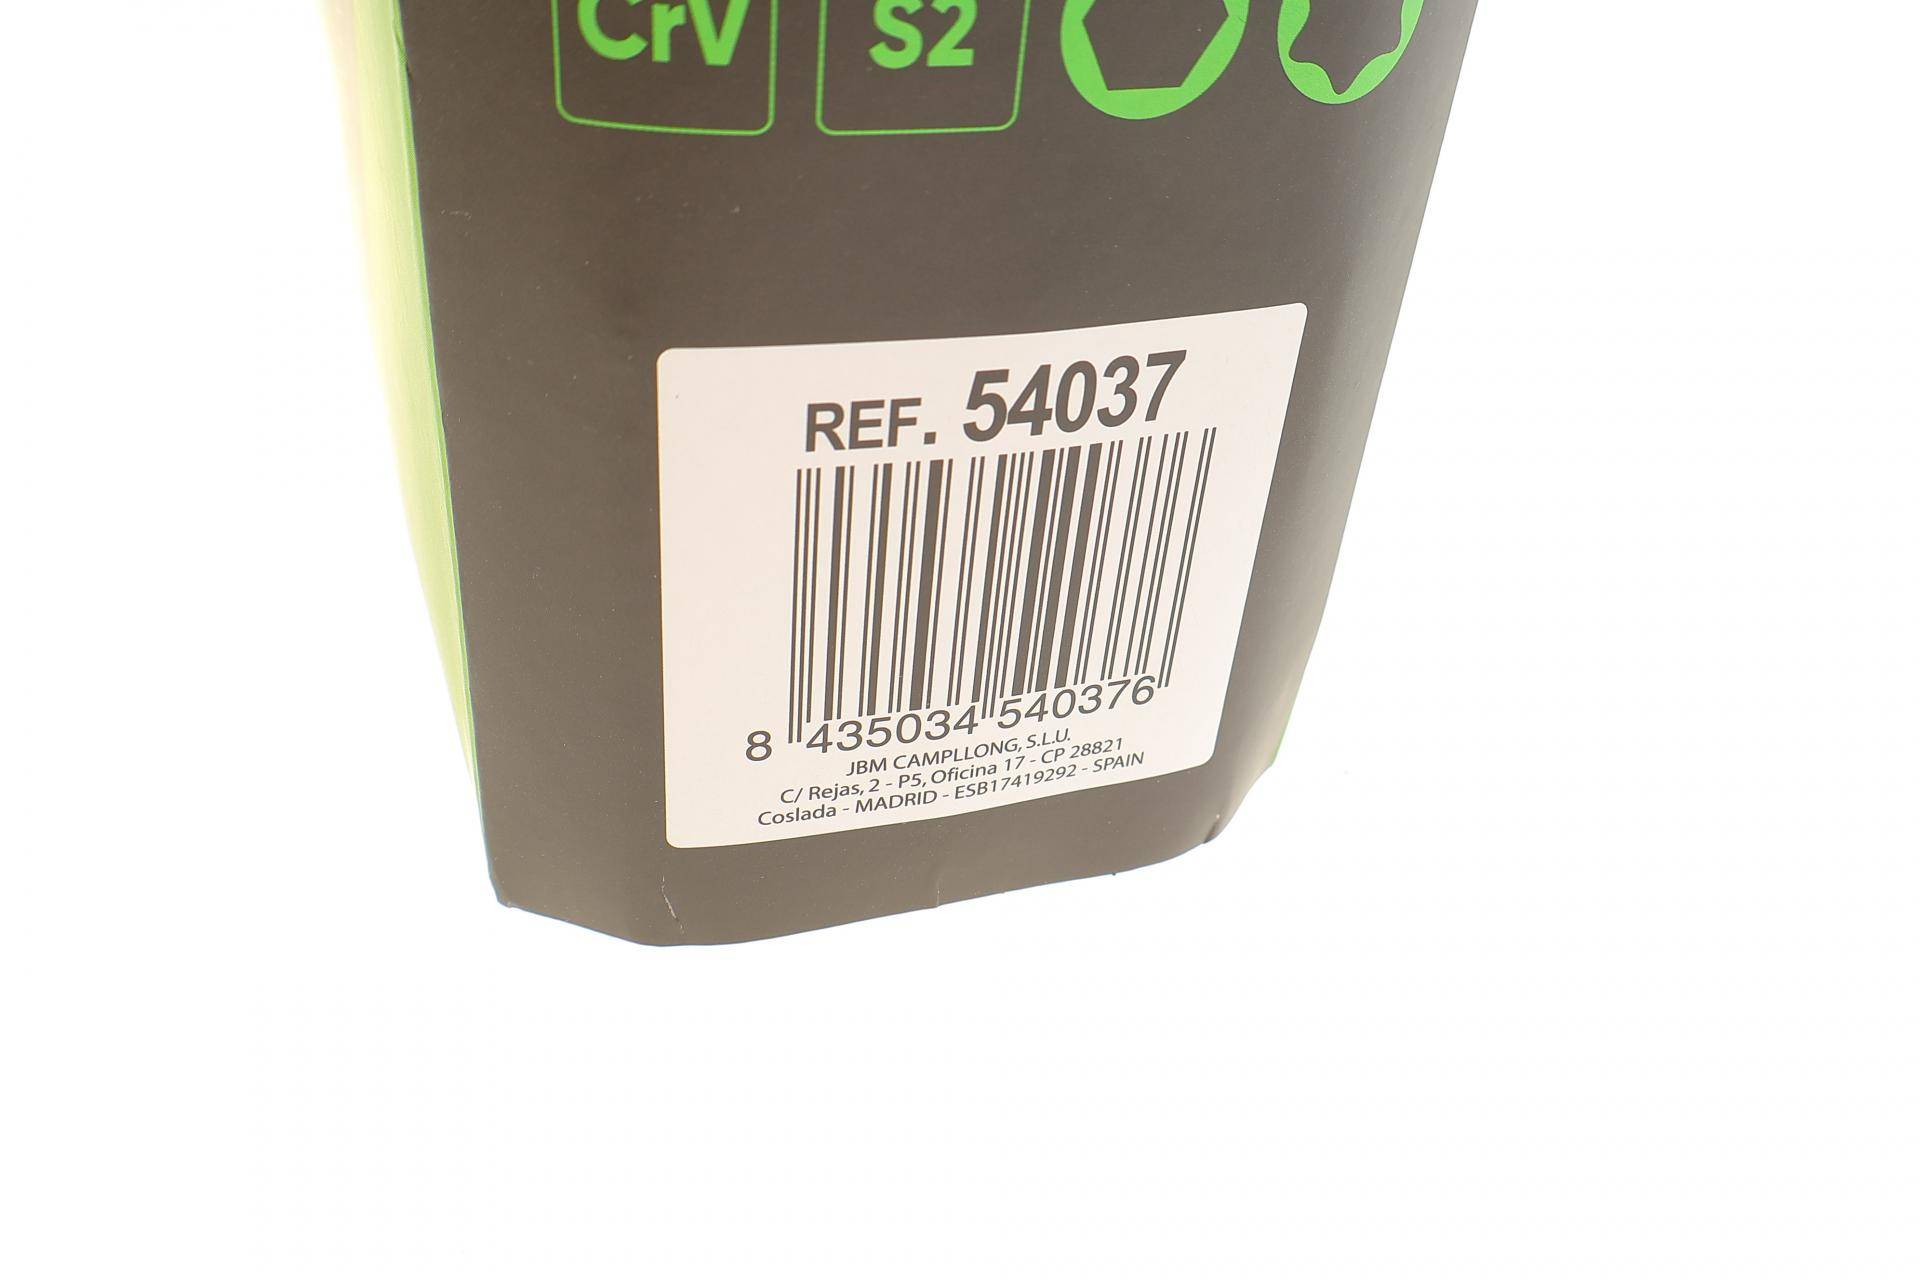 CrV S2
REF. 54037
8 435034 540376
JBM CAMPLLONG, S.L.U.
C/ Rejas, 2 - P5, Oficina 17 - CP 28821
Coslada - MADRID - ESB17419292 - SPAIN